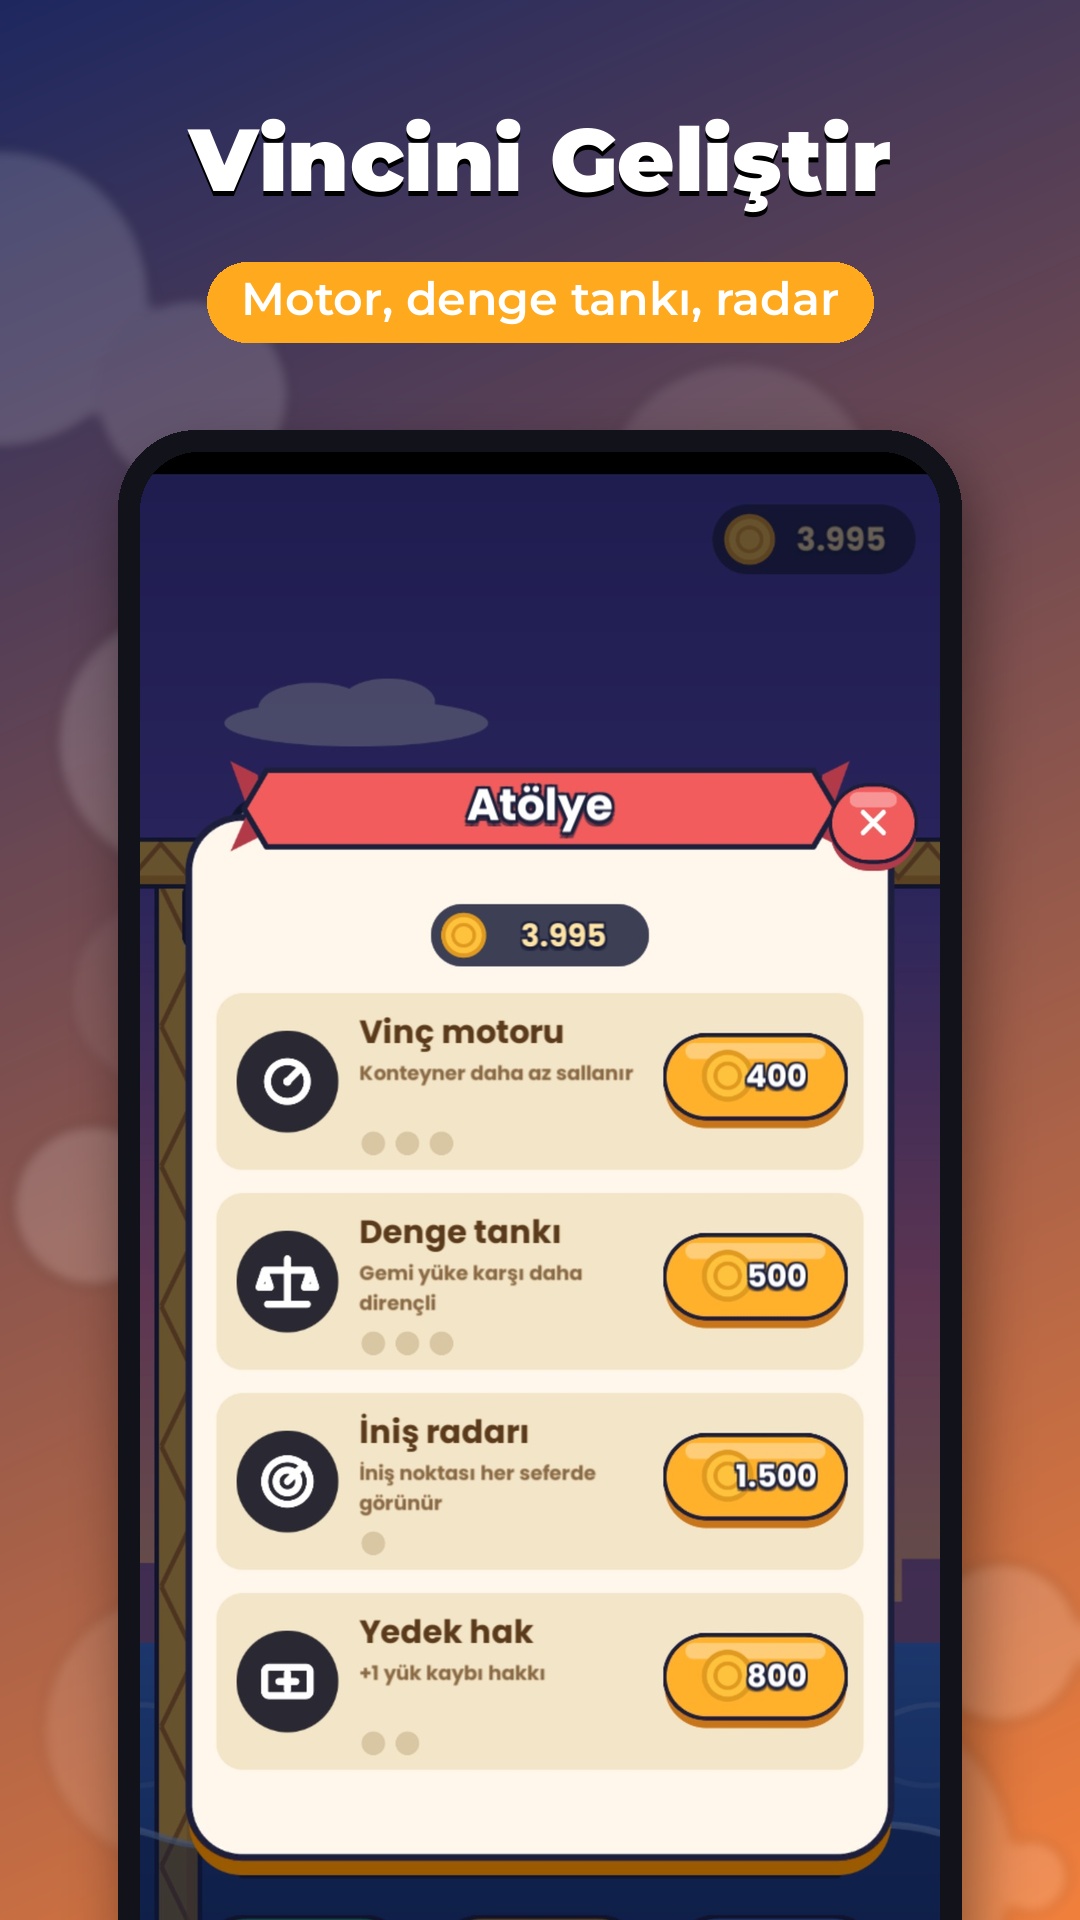 Vincini Geliştir
Motor, denge tankı, radar
3.995
Atölye
3.995
Vinç motoru
Konteyner daha az sallanır
400
Denge tankı
Gemi yüke karşı daha
dirençli
500
İniş radarı
İniş noktası her seferde
görünür
1.500
Yedek hak
+1 yük kaybı hakkı
800